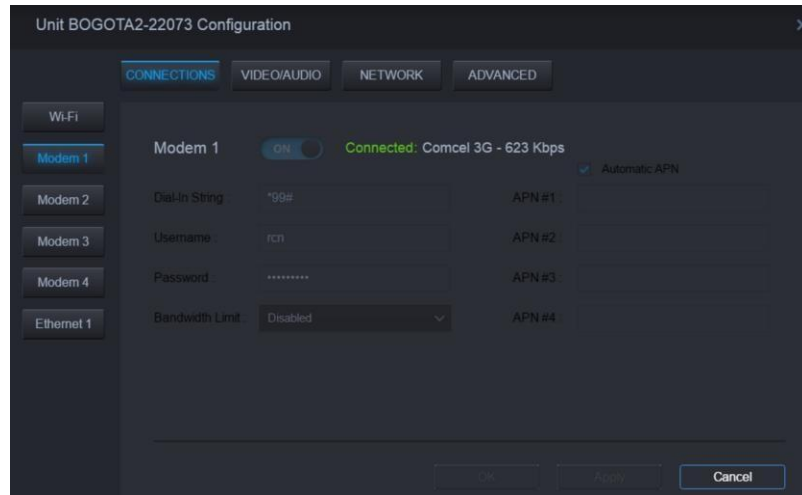 Unit BOGOTA2-22073 Configuration
CONNECTIONS VIDEO/AUDIO NETWORK ADVANCED
Wi-Fi
Modem 1
Modem 2
Modem 3
Modem 4
Ethernet 1
Modem 1 ON Connected: Comcel 3G - 623 Kbps
Automatic APN
Dial-In String : *99# APN #1 :
Username : rcn APN #2 :
Password : ••••••••• APN #3 :
Bandwidth Limit : Disabled APN #4 :
OK Apply Cancel